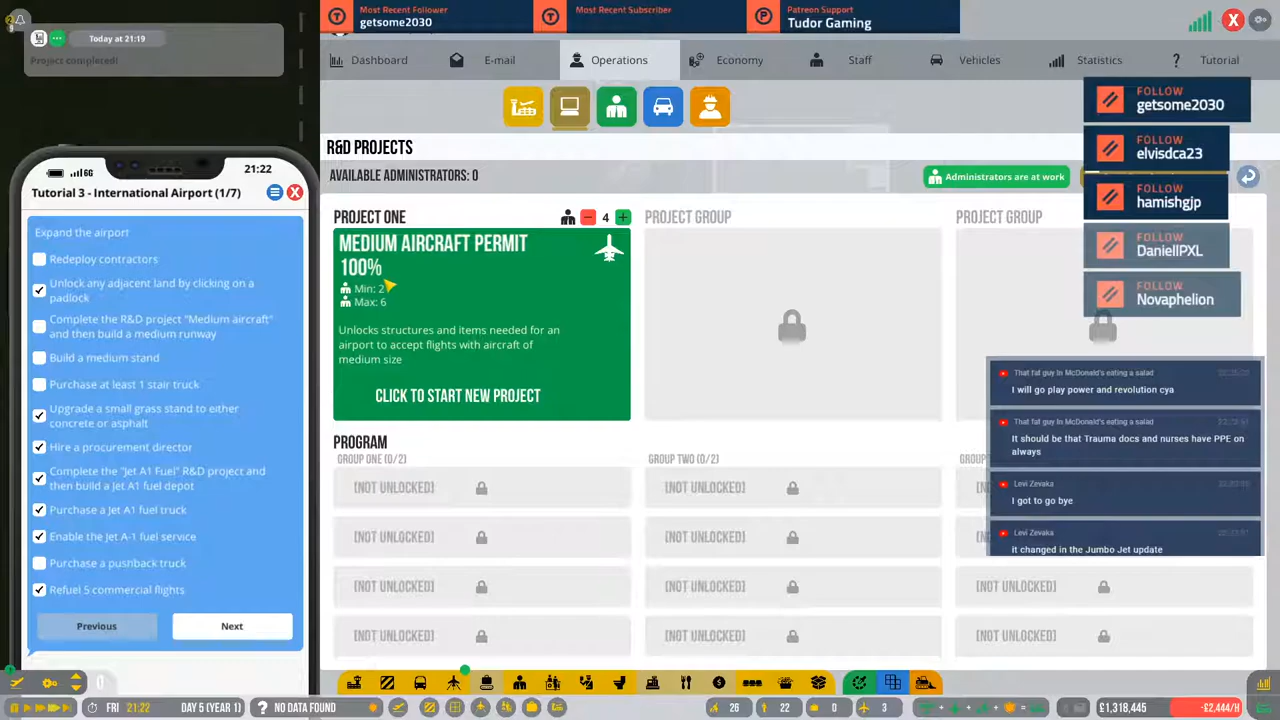 Most Recent Follower
getsome2030
Most Recent Subscriber
Patreon Support
Tudor Gaming
Today at 21:19
Project completed!
Dashboard
E-mail
Operations
Economy
Staff
Vehicles
Statistics
Tutorial
R&D PROJECTS
AVAILABLE ADMINISTRATORS: 0
Administrators are at work
FOLLOW
getsome2030
FOLLOW
elvisdca23
FOLLOW
hamishgjp
FOLLOW
DaniellPXL
FOLLOW
Novaphelion
6G
21:22
Tutorial 3 - International Airport (1/7)
Expand the airport
Redeploy contractors
Unlock any adjacent land by clicking on a
padlock
Complete the R&D project "Medium aircraft"
and then build a medium runway
Build a medium stand
Purchase at least 1 stair truck
Upgrade a small grass stand to either
concrete or asphalt
Hire a procurement director
Complete the "Jet A1 Fuel" R&D project and
then build a Jet A1 fuel depot
Purchase a Jet A1 fuel truck
Enable the Jet A-1 fuel service
Purchase a pushback truck
Refuel 5 commercial flights
Previous
Next
PROJECT ONE
4
MEDIUM AIRCRAFT PERMIT
100%
Min: 2
Max: 6
Unlocks structures and items needed for an
airport to accept flights with aircraft of
medium size
CLICK TO START NEW PROJECT
PROJECT GROUP
PROJECT GROUP
PROGRAM
GROUP ONE (0/2)
GROUP TWO (0/2)
[NOT UNLOCKED]
[NOT UNLOCKED]
[NOT UNLOCKED]
[NOT UNLOCKED]
[NOT UNLOCKED]
[NOT UNLOCKED]
[NOT UNLOCKED]
[NOT UNLOCKED]
[NOT UNLOCKED]
[NOT UNLOCKED]
That fat guy In McDonald's eating a salad
I will go play power and revolution cya
That fat guy In McDonald's eating a salad
It should be that Trauma docs and nurses have PPE on
always
Levi Zevaka
I got to go bye
Levi Zevaka
it changed in the Jumbo Jet update
0
FRI 21:22
DAY 5 (YEAR 1)
NO DATA FOUND
26
22
0
3
£1,318,445
-£2,444/H